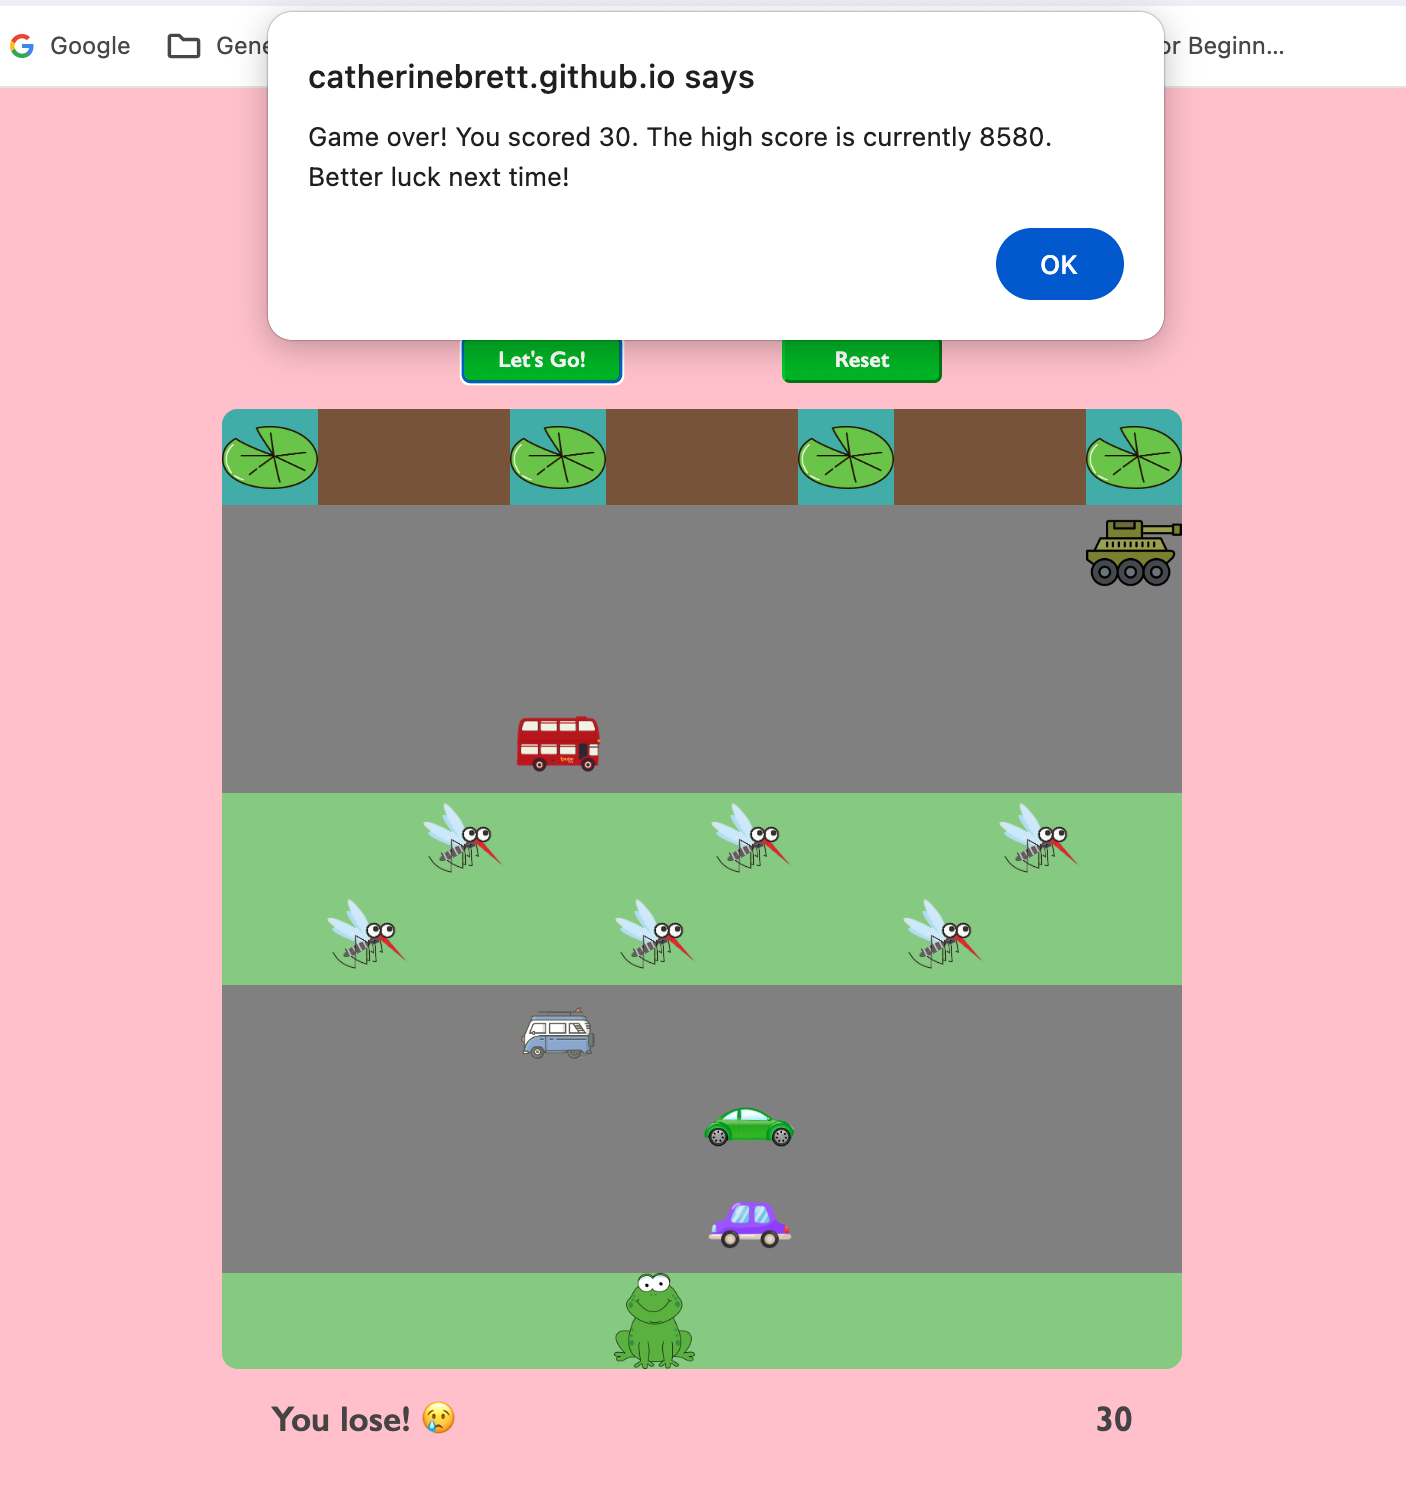 Google
Gene
or Beginn...
catherinebrett.github.io says
Game over! You scored 30. The high score is currently 8580.
Better luck next time!
OK
Let's Go!
Reset
You lose! 😢
30